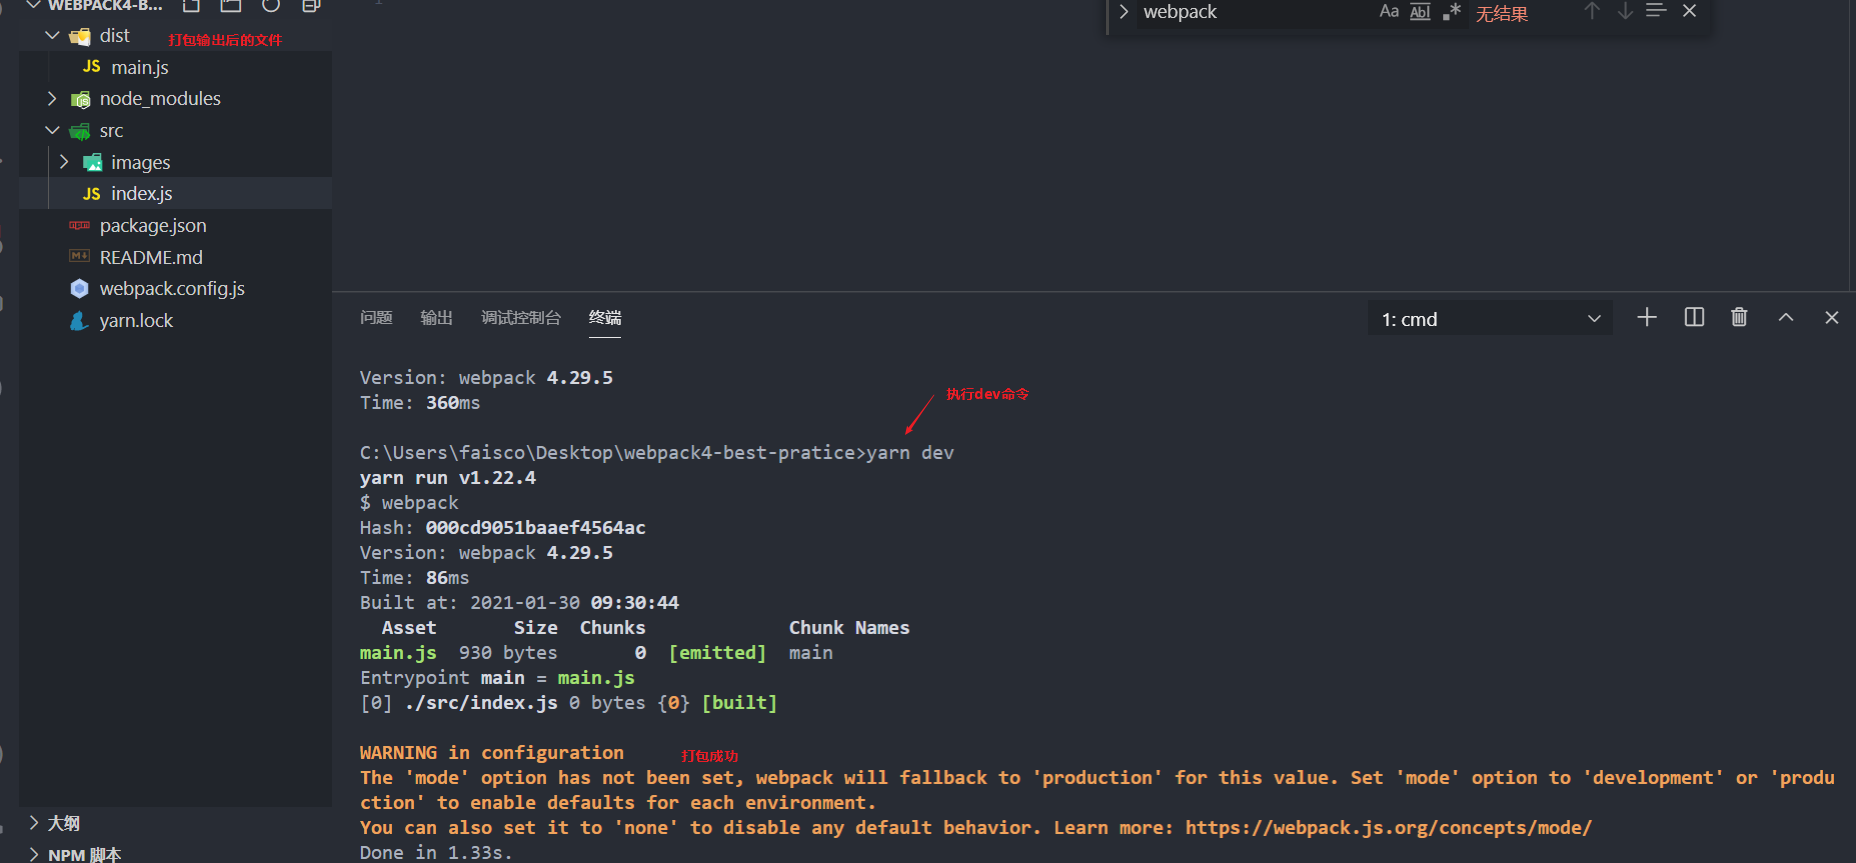 WEBPACK4-B...
dist 打包输出后的文件
JS main.js
node_modules
src
images
JS index.js
package.json
README.md
webpack.config.js
yarn.lock
大纲
NPM 脚本
1
webpack Aa Abl .* 无结果
问题 输出 调试控制台 终端 1: cmd
Version: webpack 4.29.5
Time: 360ms
执行dev命令
C:\Users\faisco\Desktop\webpack4-best-pratice>yarn dev
yarn run v1.22.4
$ webpack
Hash: 000cd9051baaef4564ac
Version: webpack 4.29.5
Time: 86ms
Built at: 2021-01-30 09:30:44
Asset Size Chunks Chunk Names
main.js 930 bytes 0 [emitted] main
Entrypoint main = main.js
[0] ./src/index.js 0 bytes {0} [built]
WARNING in configuration 打包成功
The 'mode' option has not been set, webpack will fallback to 'production' for this value. Set 'mode' option to 'development' or 'produ
ction' to enable defaults for each environment.
You can also set it to 'none' to disable any default behavior. Learn more: https://webpack.js.org/concepts/mode/
Done in 1.33s.